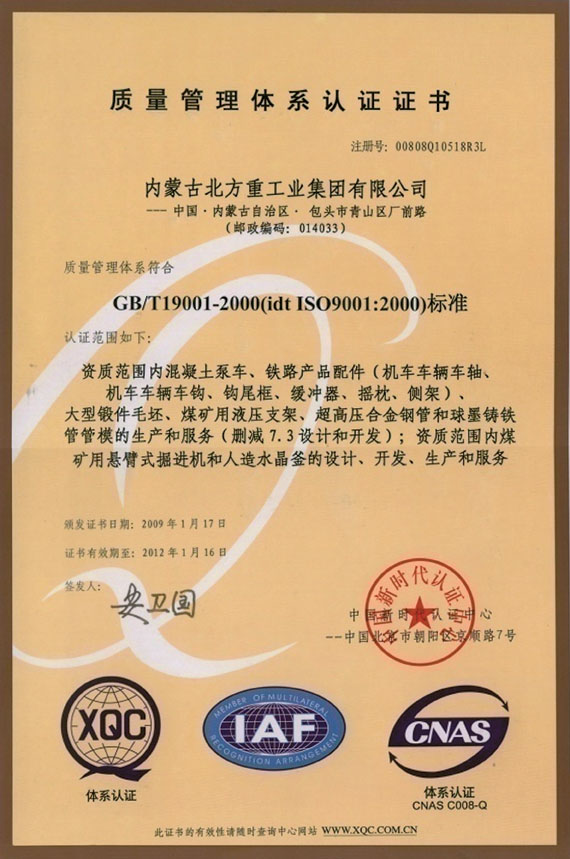 质量管理体系认证证书
注册号：00808Q10518R3L
内蒙古北方重工业集团有限公司
--- 中国·内蒙古自治区· 包头市青山区厂前路
（邮政编码：014033）
质量管理体系符合
GB/T19001-2000(idt ISO9001:2000)标准
认证范围如下：
资质范围内混凝土泵车、铁路产品配件（机车车辆车轴、
机车车辆车钩、钩尾框、缓冲器、摇枕、侧架）、
大型锻件毛坯、煤矿用液压支架、超高压合金钢管和球墨铸铁
管管模的生产和服务（删减7.3设计和开发）；资质范围内煤
矿用悬臂式掘进机和人造水晶釜的设计、开发、生产和服务
颁发证书日期：2009年1月17日
证书有效期至：2012年1月16日
签发人：
安卫国
中国新时代认证中心
中国新时代认证中心
--中国北京市朝阳区京顺路7号
XQC
体系认证
MEMBER OF MULTILATERAL
IAF
RECOGNITION ARRANGEMENT
CNAS
体系认证
CNAS C008-Q
此证书的有效性请随时查询中心网站 WWW.XQC.COM.CN